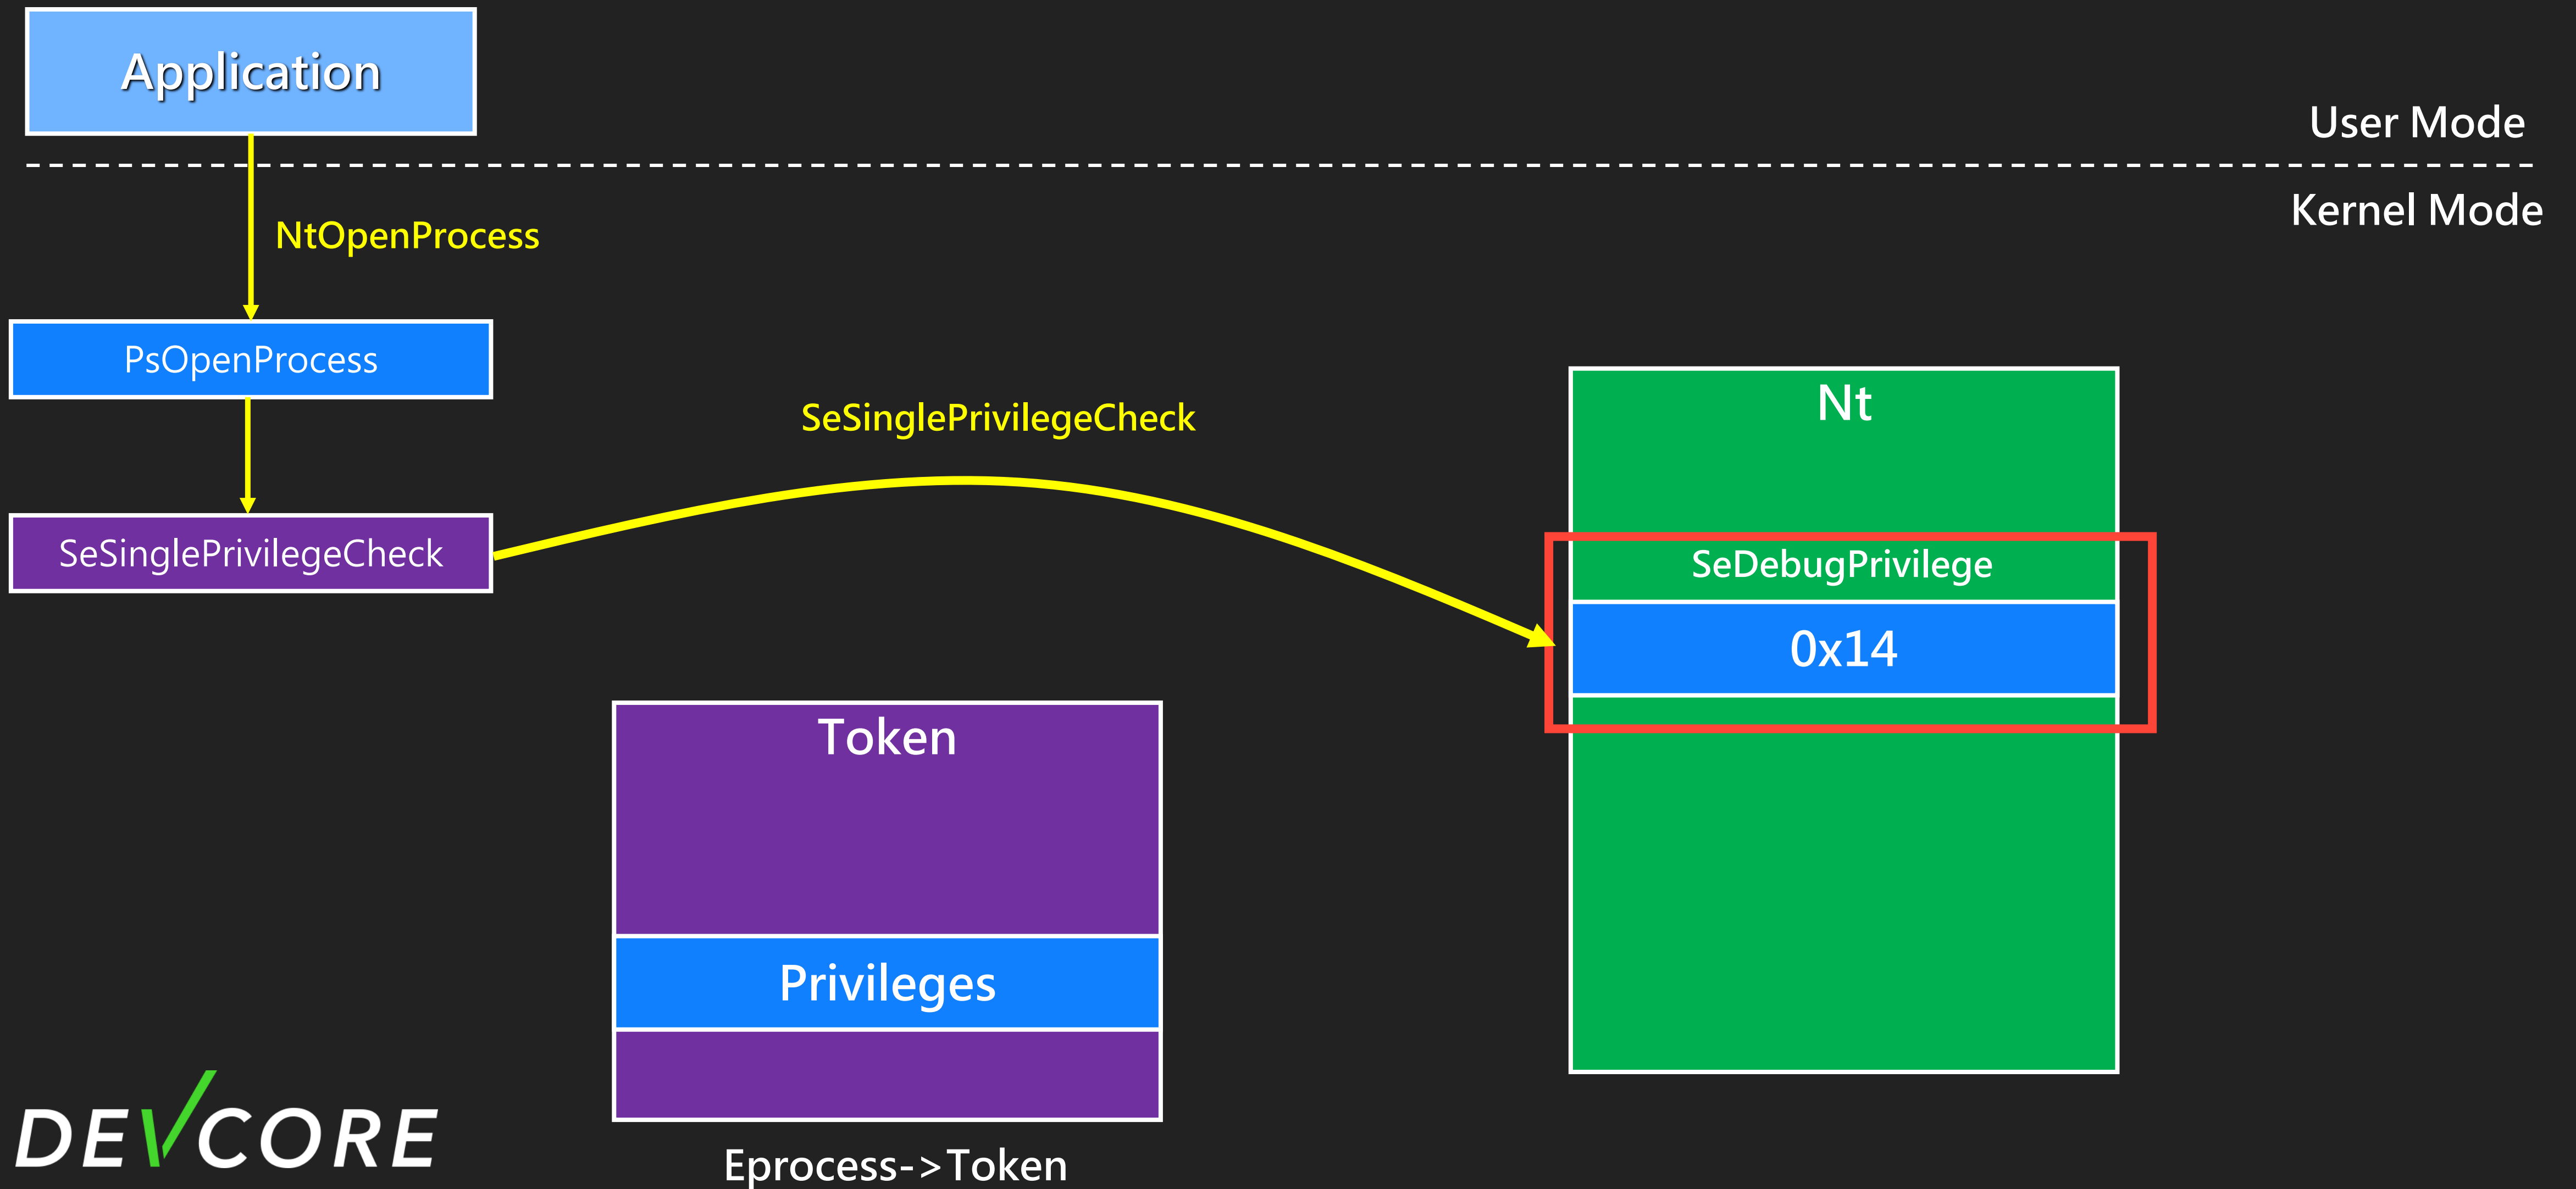 Application
User Mode
Kernel Mode
NtOpenProcess
PsOpenProcess
SeSinglePrivilegeCheck
SeSinglePrivilegeCheck
Nt
SeDebugPrivilege
0x14
Token
Privileges
Eprocess->Token
DEVCORE